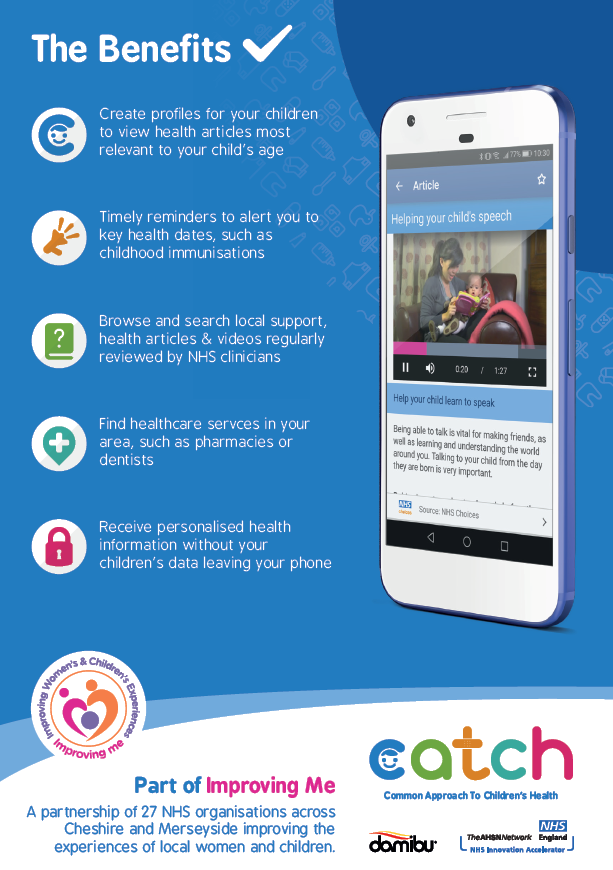 The Benefits
Create profiles for your children
to view health articles most
relevant to your child's age
Timely reminders to alert you to
key health dates, such as
childhood immunisations
Browse and search local support,
health articles & videos regularly
reviewed by NHS clinicians
Find healthcare servces in your
area, such as pharmacies or
dentists
Receive personalised health
information without your
children's data leaving your phone
77% 10:30
Article
Helping your child's speech
0:20 / 1:27
Help your child learn to speak
Being able to talk is vital for making friends, as
well as learning and understanding the world
around you. Talking to your child from the day
they are born is very important.
NHS
Source: NHS Choices
Improving Women's & Children's Experiences
Improving me
Part of Improving Me
A partnership of 27 NHS organisations across
Cheshire and Merseyside improving the
experiences of local women and children.
catch
Common Approach To Children's Health
damibu
TheAHSNNetwork
NHS
England
NHS Innovation Accelerator